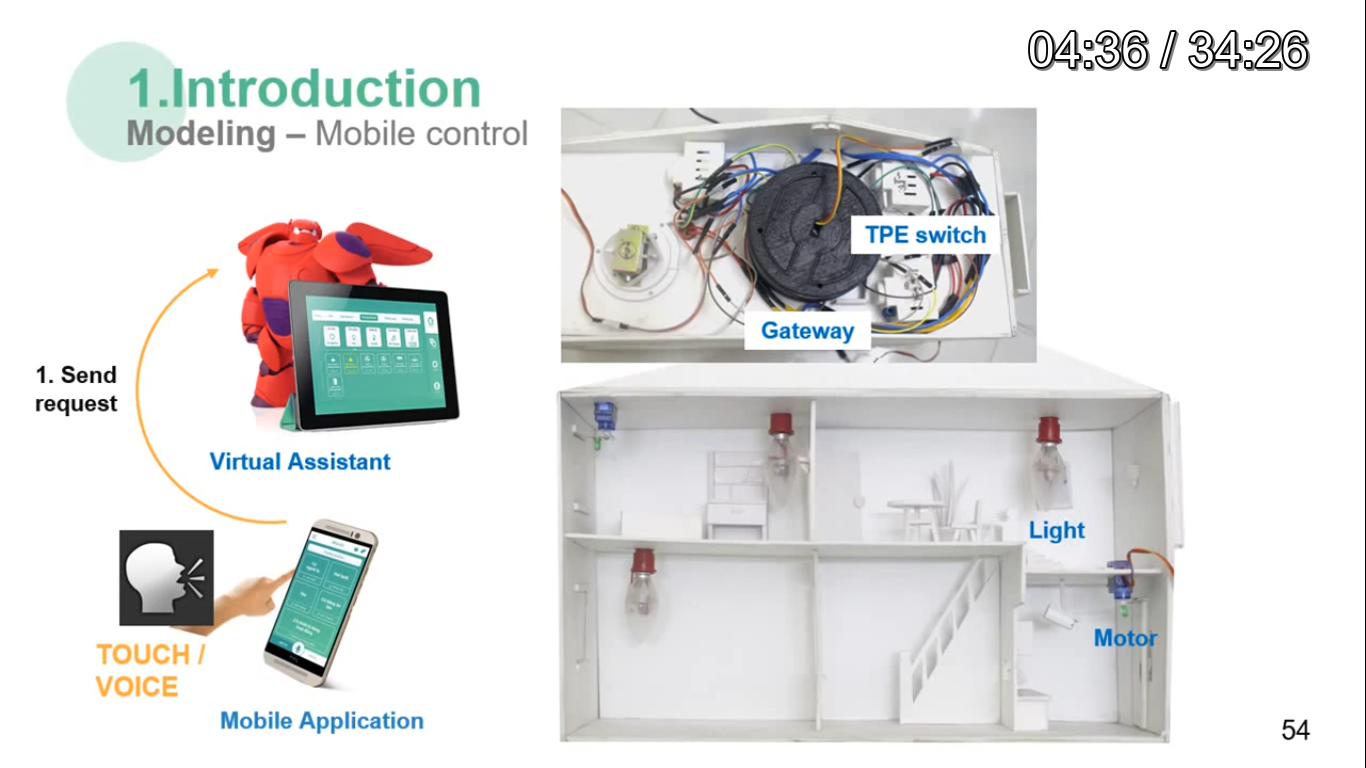 04:36 / 34:26
1.Introduction
Modeling – Mobile control
TPE switch
Gateway
1. Send
request
Virtual Assistant
Light
Motor
TOUCH /
VOICE
Mobile Application
54